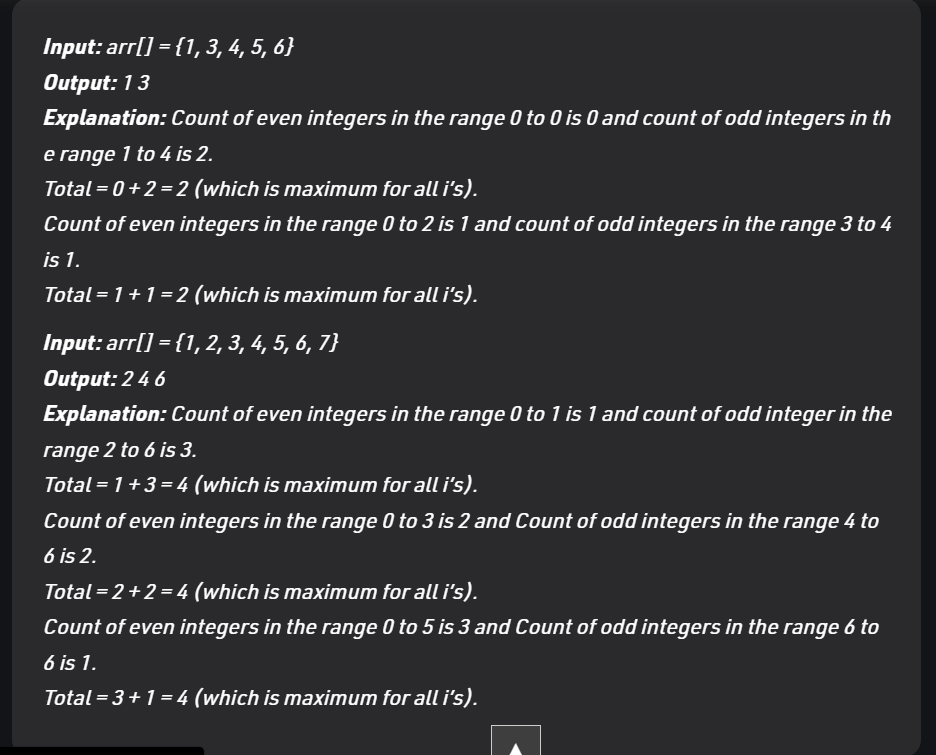 Input: arr[] = {1, 3, 4, 5, 6}
Output: 1 3
Explanation: Count of even integers in the range 0 to 0 is 0 and count of odd integers in th
e range 1 to 4 is 2.
Total = 0 + 2 = 2 (which is maximum for all i's).
Count of even integers in the range 0 to 2 is 1 and count of odd integers in the range 3 to 4
is 1.
Total = 1 + 1 = 2 (which is maximum for all i's).
Input: arr[] = {1, 2, 3, 4, 5, 6, 7}
Output: 2 4 6
Explanation: Count of even integers in the range 0 to 1 is 1 and count of odd integer in the
range 2 to 6 is 3.
Total = 1 + 3 = 4 (which is maximum for all i's).
Count of even integers in the range 0 to 3 is 2 and Count of odd integers in the range 4 to
6 is 2.
Total = 2 + 2 = 4 (which is maximum for all i's).
Count of even integers in the range 0 to 5 is 3 and Count of odd integers in the range 6 to
6 is 1.
Total = 3 + 1 = 4 (which is maximum for all i's).